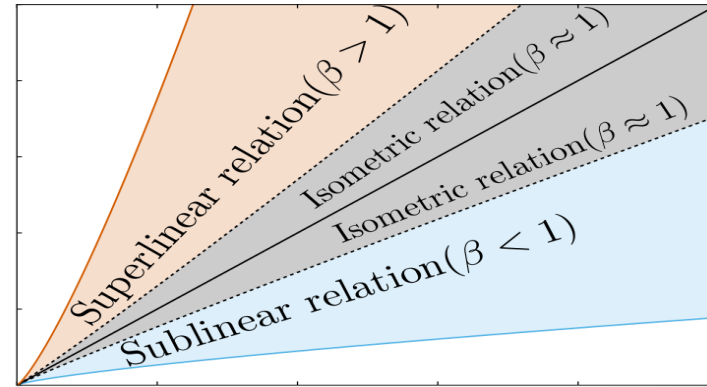 Superlinear relation(β > 1)
Isometric relation(β ≈ 1)
Isometric relation(β ≈ 1)
Sublinear relation(β < 1)